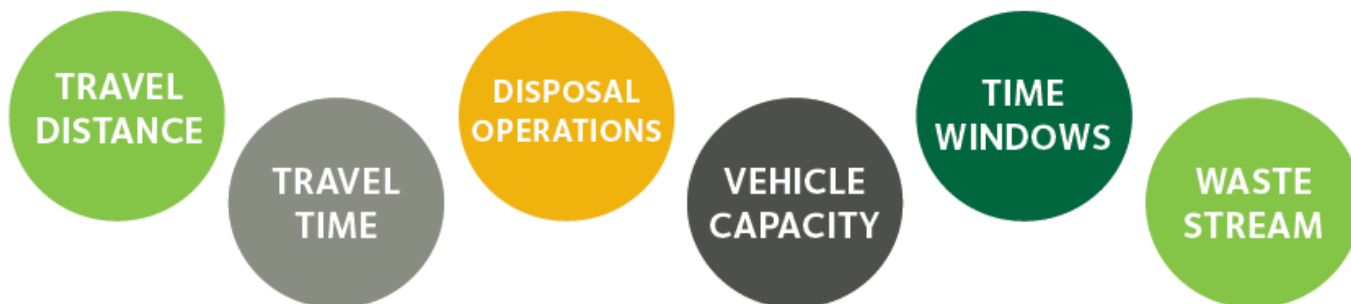 TRAVEL
DISTANCE
TRAVEL
TIME
DISPOSAL
OPERATIONS
VEHICLE
CAPACITY
TIME
WINDOWS
WASTE
STREAM